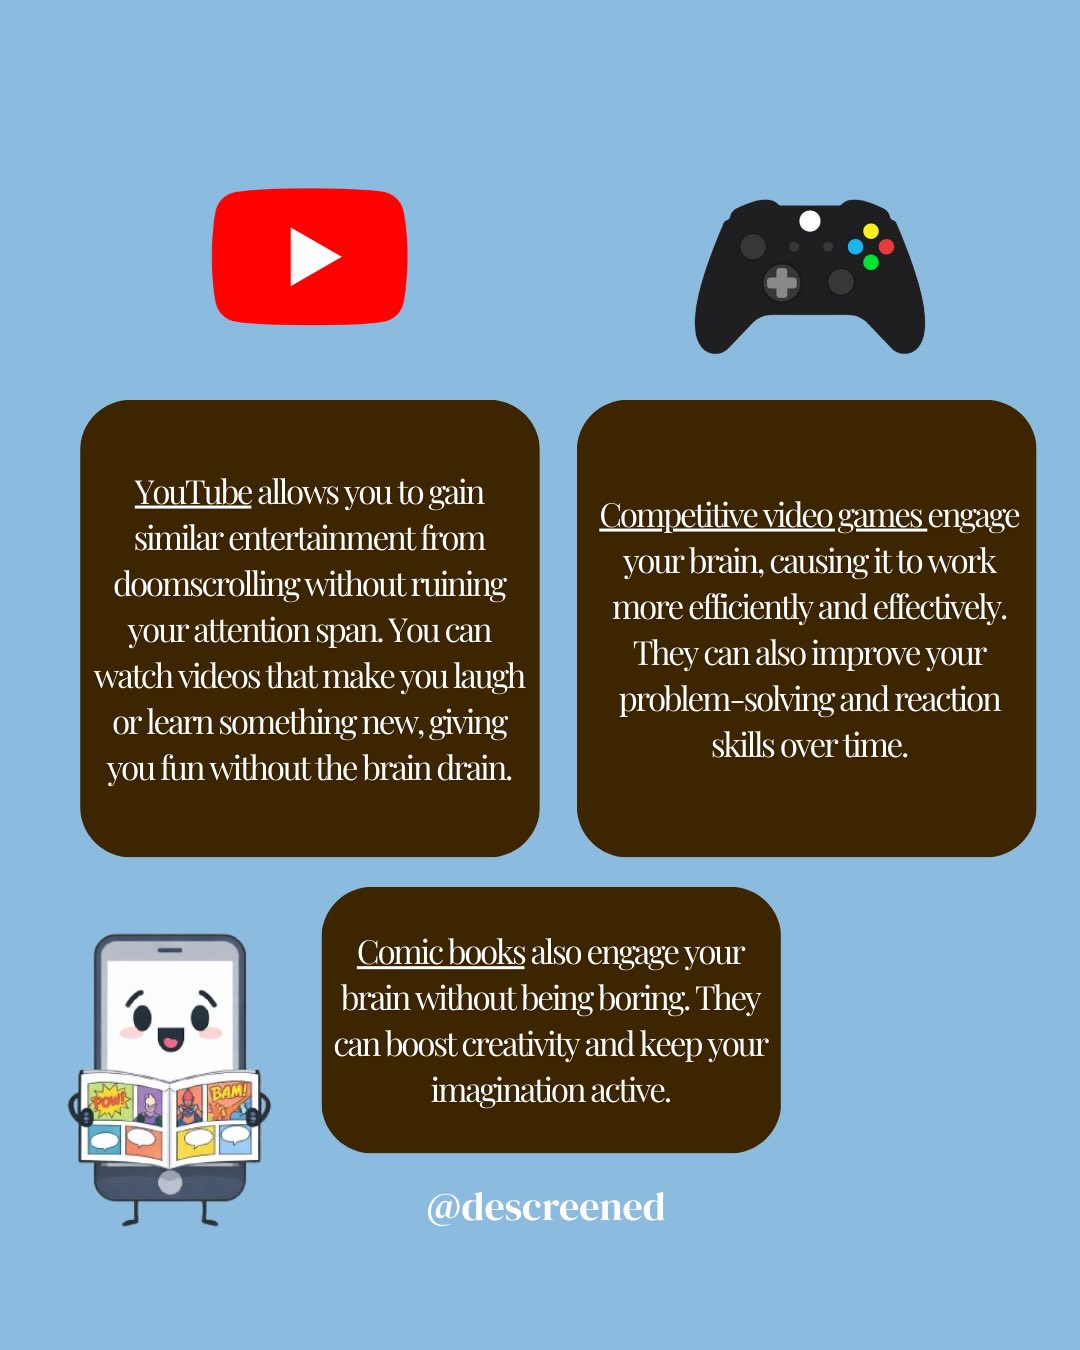 YouTube allows you to gain
similar entertainment from
doomscrolling without ruining
your attention span. You can
watch videos that make you laugh
or learn something new, giving
you fun without the brain drain.
Competitive video games engage
your brain, causing it to work
more efficiently and effectively.
They can also improve your
problem-solving and reaction
skills over time.
Comic books also engage your
brain without being boring. They
can boost creativity and keep your
imagination active.
POW!
BAM!
@descreened